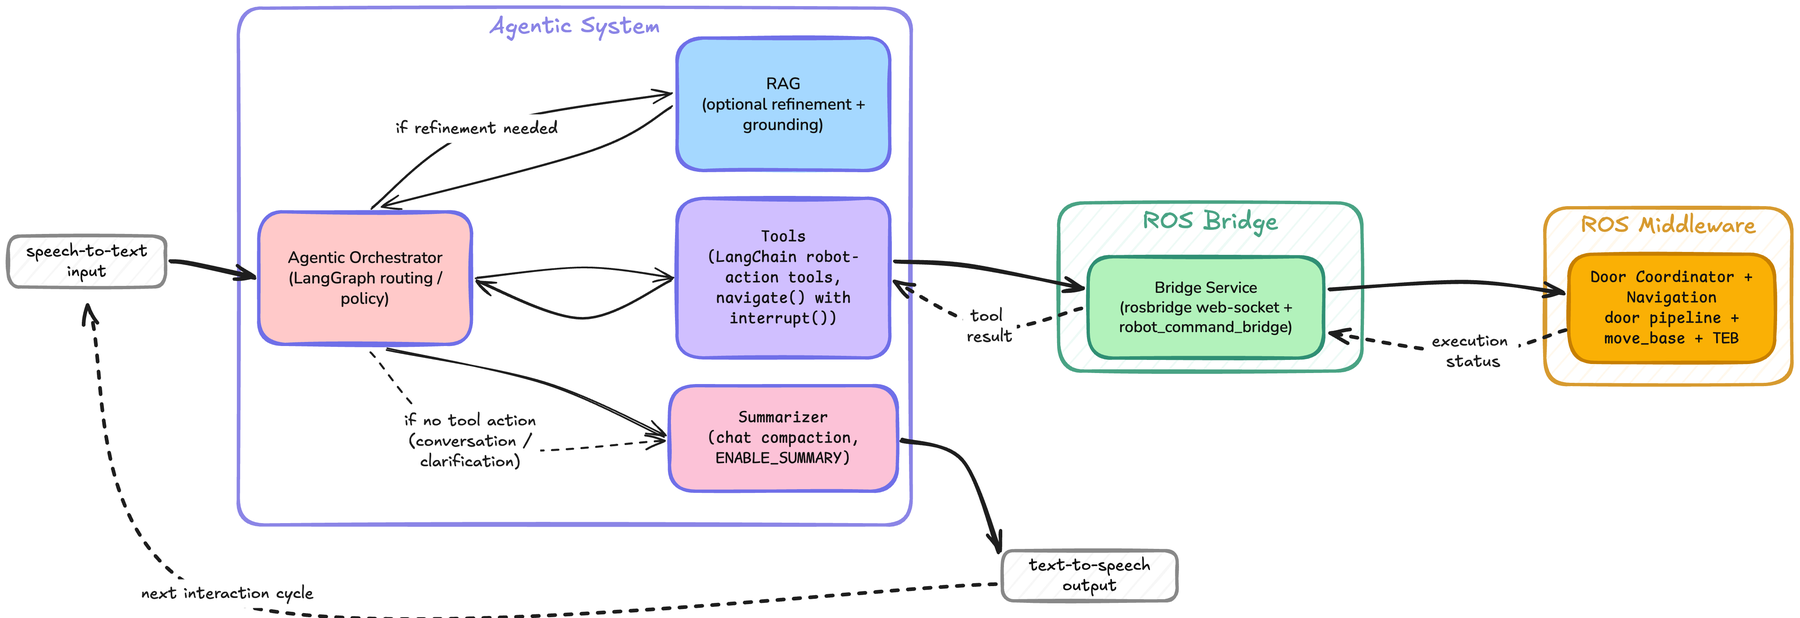 Agentic System
RAG
(optional refinement +
grounding)
if refinement needed
speech-to-text
input
Agentic Orchestrator
(LangGraph routing /
policy)
Tools
(LangChain robot-
action tools,
navigate() with
interrupt())
ROS Bridge
Bridge Service
(rosbridge web-socket +
robot_command_bridge)
tool
result
ROS Middleware
Door Coordinator +
Navigation
door pipeline +
move_base + TEB
execution
status
if no tool action
(conversation /
clarification)
Summarizer
(chat compaction,
ENABLE_SUMMARY)
text-to-speech
output
next interaction cycle